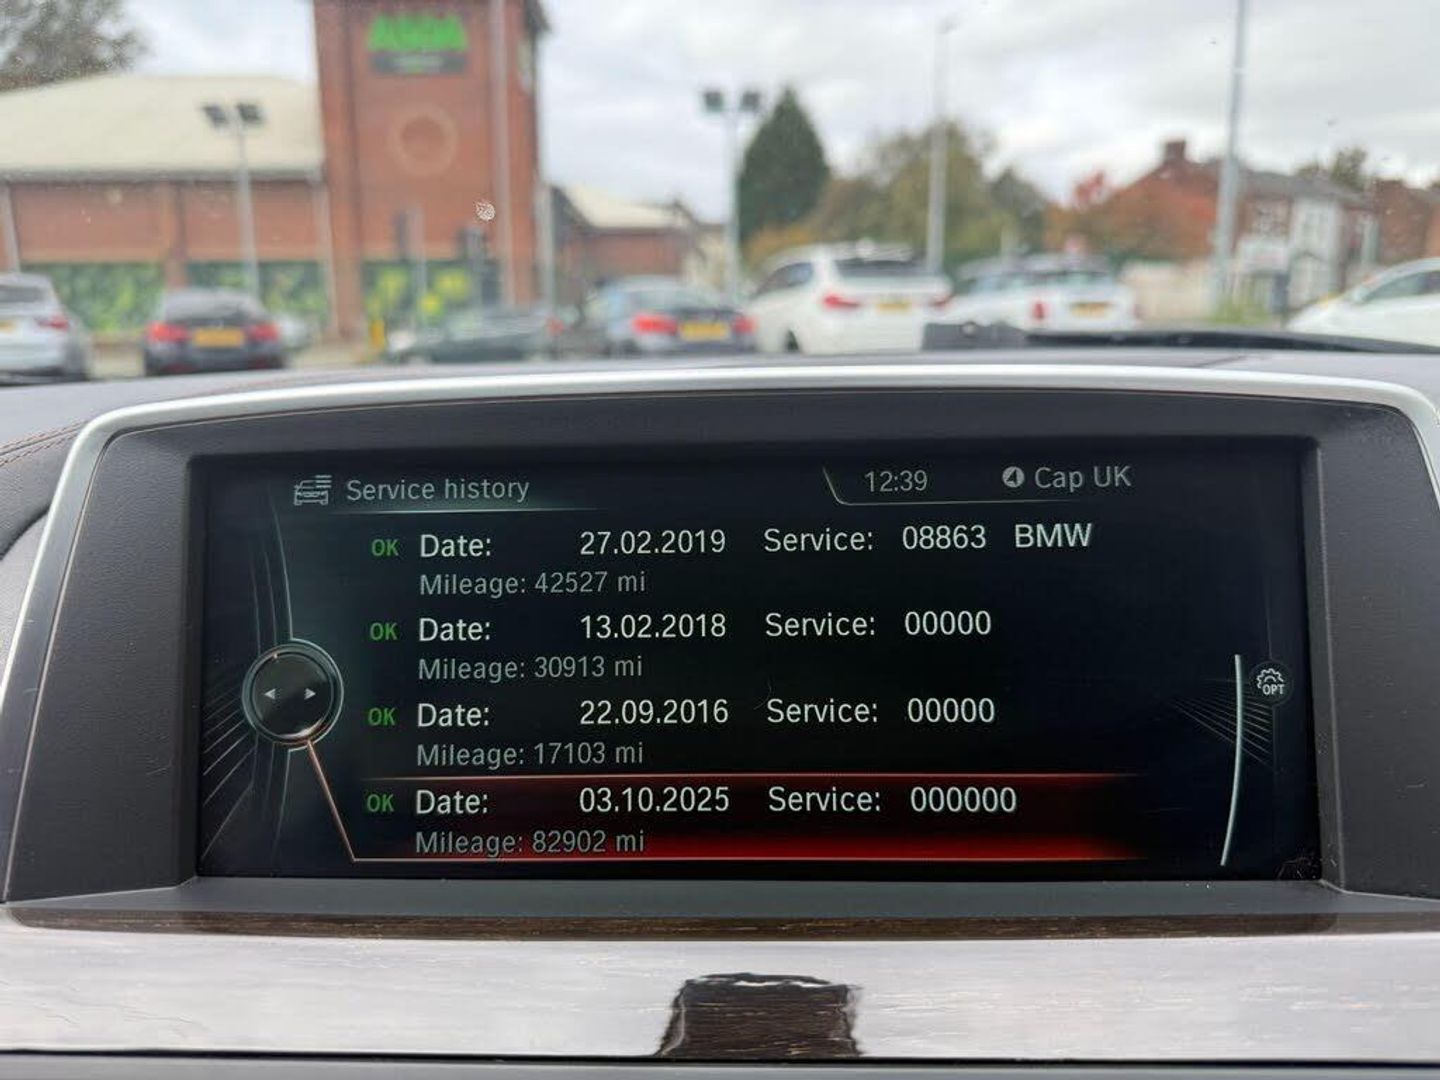 ASDA
Service history 12:39 Cap UK
OK Date: 27.02.2019 Service: 08863 BMW
Mileage: 42527 mi
OK Date: 13.02.2018 Service: 00000
Mileage: 30913 mi
OK Date: 22.09.2016 Service: 00000
Mileage: 17103 mi
OPT
OK Date: 03.10.2025 Service: 000000
Mileage: 82902 mi